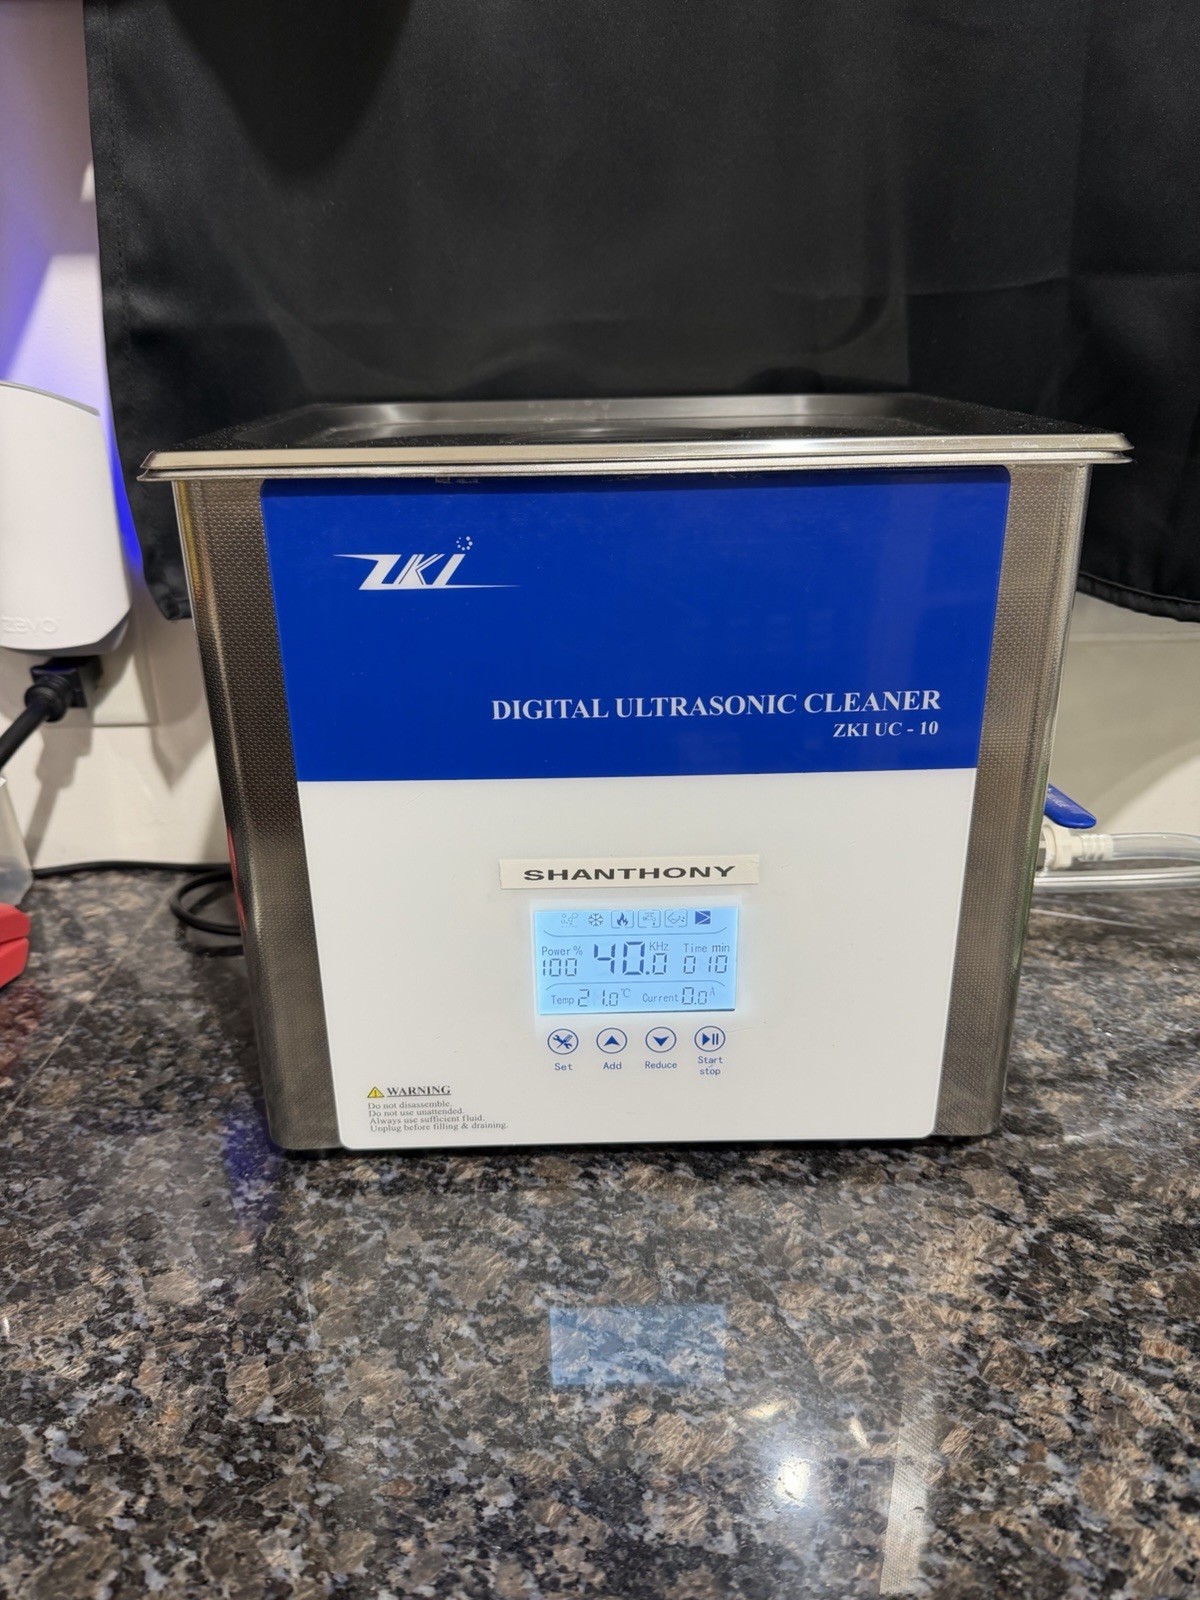 ZKI
DIGITAL ULTRASONIC CLEANER
ZKI UC - 10
SHANTHONY
Power% 40.0 KHz Time min
100 010
Temp 21.0 °C Current 0.0 A
Set Add Reduce Start stop
WARNING
Do not disassemble.
Do not use unattended.
Always use sufficient fluid.
Unplug before filling & draining.
zevo